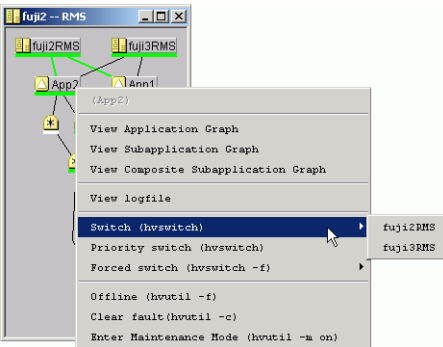 fuji2 -- RMS
fuji2RMS fuji3RMS
App2 App1
(App2)
View Application Graph
View Subapplication Graph
View Composite Subapplication Graph
View logfile
Switch (hvswitch)
fuji2RMS
Priority switch (hvswitch)
fuji3RMS
Forced switch (hvswitch -f)
Offline (hvutil -f)
Clear fault(hvutil -c)
Enter Maintenance Mode (hvutil -m on)